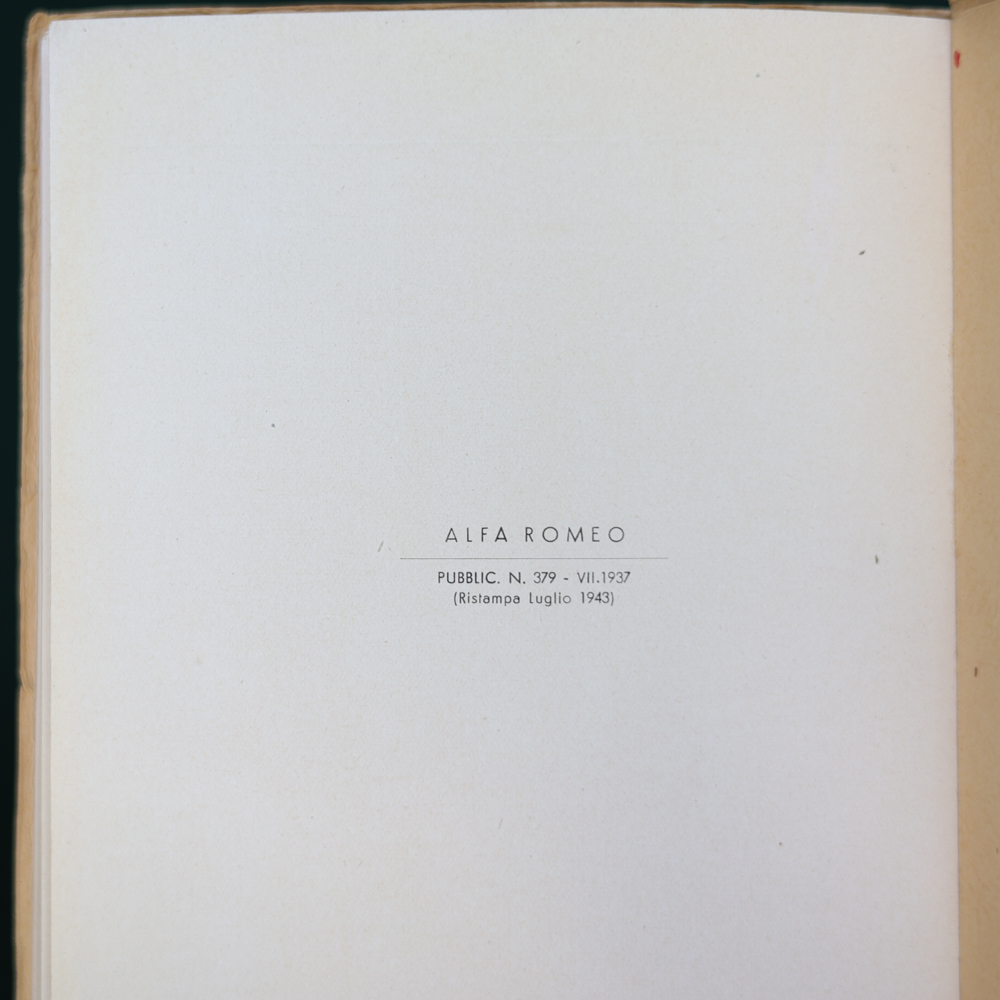 ALFA ROMEO
PUBBLIC. N. 379 - VII.1937
(Ristampa Luglio 1943)